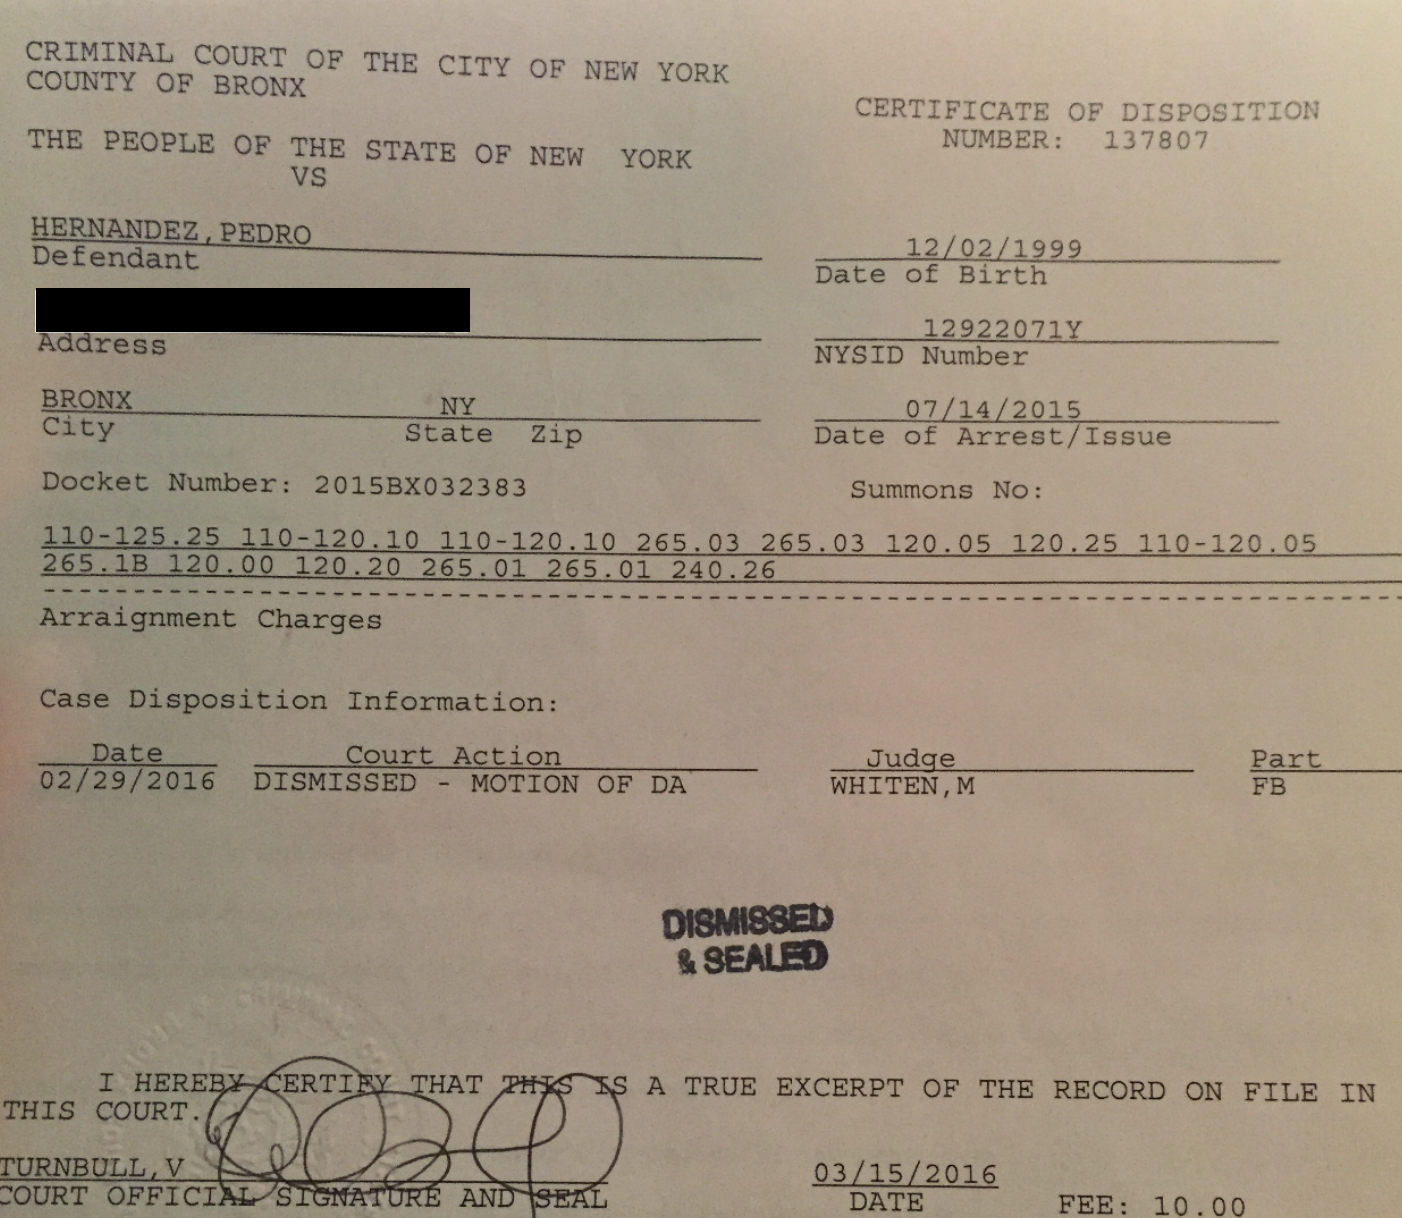 CRIMINAL COURT OF THE CITY OF NEW YORK
COUNTY OF BRONX
CERTIFICATE OF DISPOSITION
NUMBER: 137807
THE PEOPLE OF THE STATE OF NEW YORK
VS
HERNANDEZ, PEDRO
12/02/1999
Defendant
Date of Birth
12922071Y
Address
NYSID Number
BRONX NY
07/14/2015
City State Zip
Date of Arrest/Issue
Docket Number: 2015BX032383
Summons No:
110-125.25 110-120.10 110-120.10 265.03 265.03 120.05 120.25 110-120.05
265.1B 120.00 120.20 265.01 265.01 240.26
Arraignment Charges
Case Disposition Information:
Date Court Action Judge Part
02/29/2016 DISMISSED - MOTION OF DA WHITEN,M FB
DISMISSED
& SEALED
I HEREBY CERTIFY THAT THIS IS A TRUE EXCERPT OF THE RECORD ON FILE IN
THIS COURT.
TURNBULL,V
03/15/2016
COURT OFFICIAL SIGNATURE AND SEAL
DATE FEE: 10.00